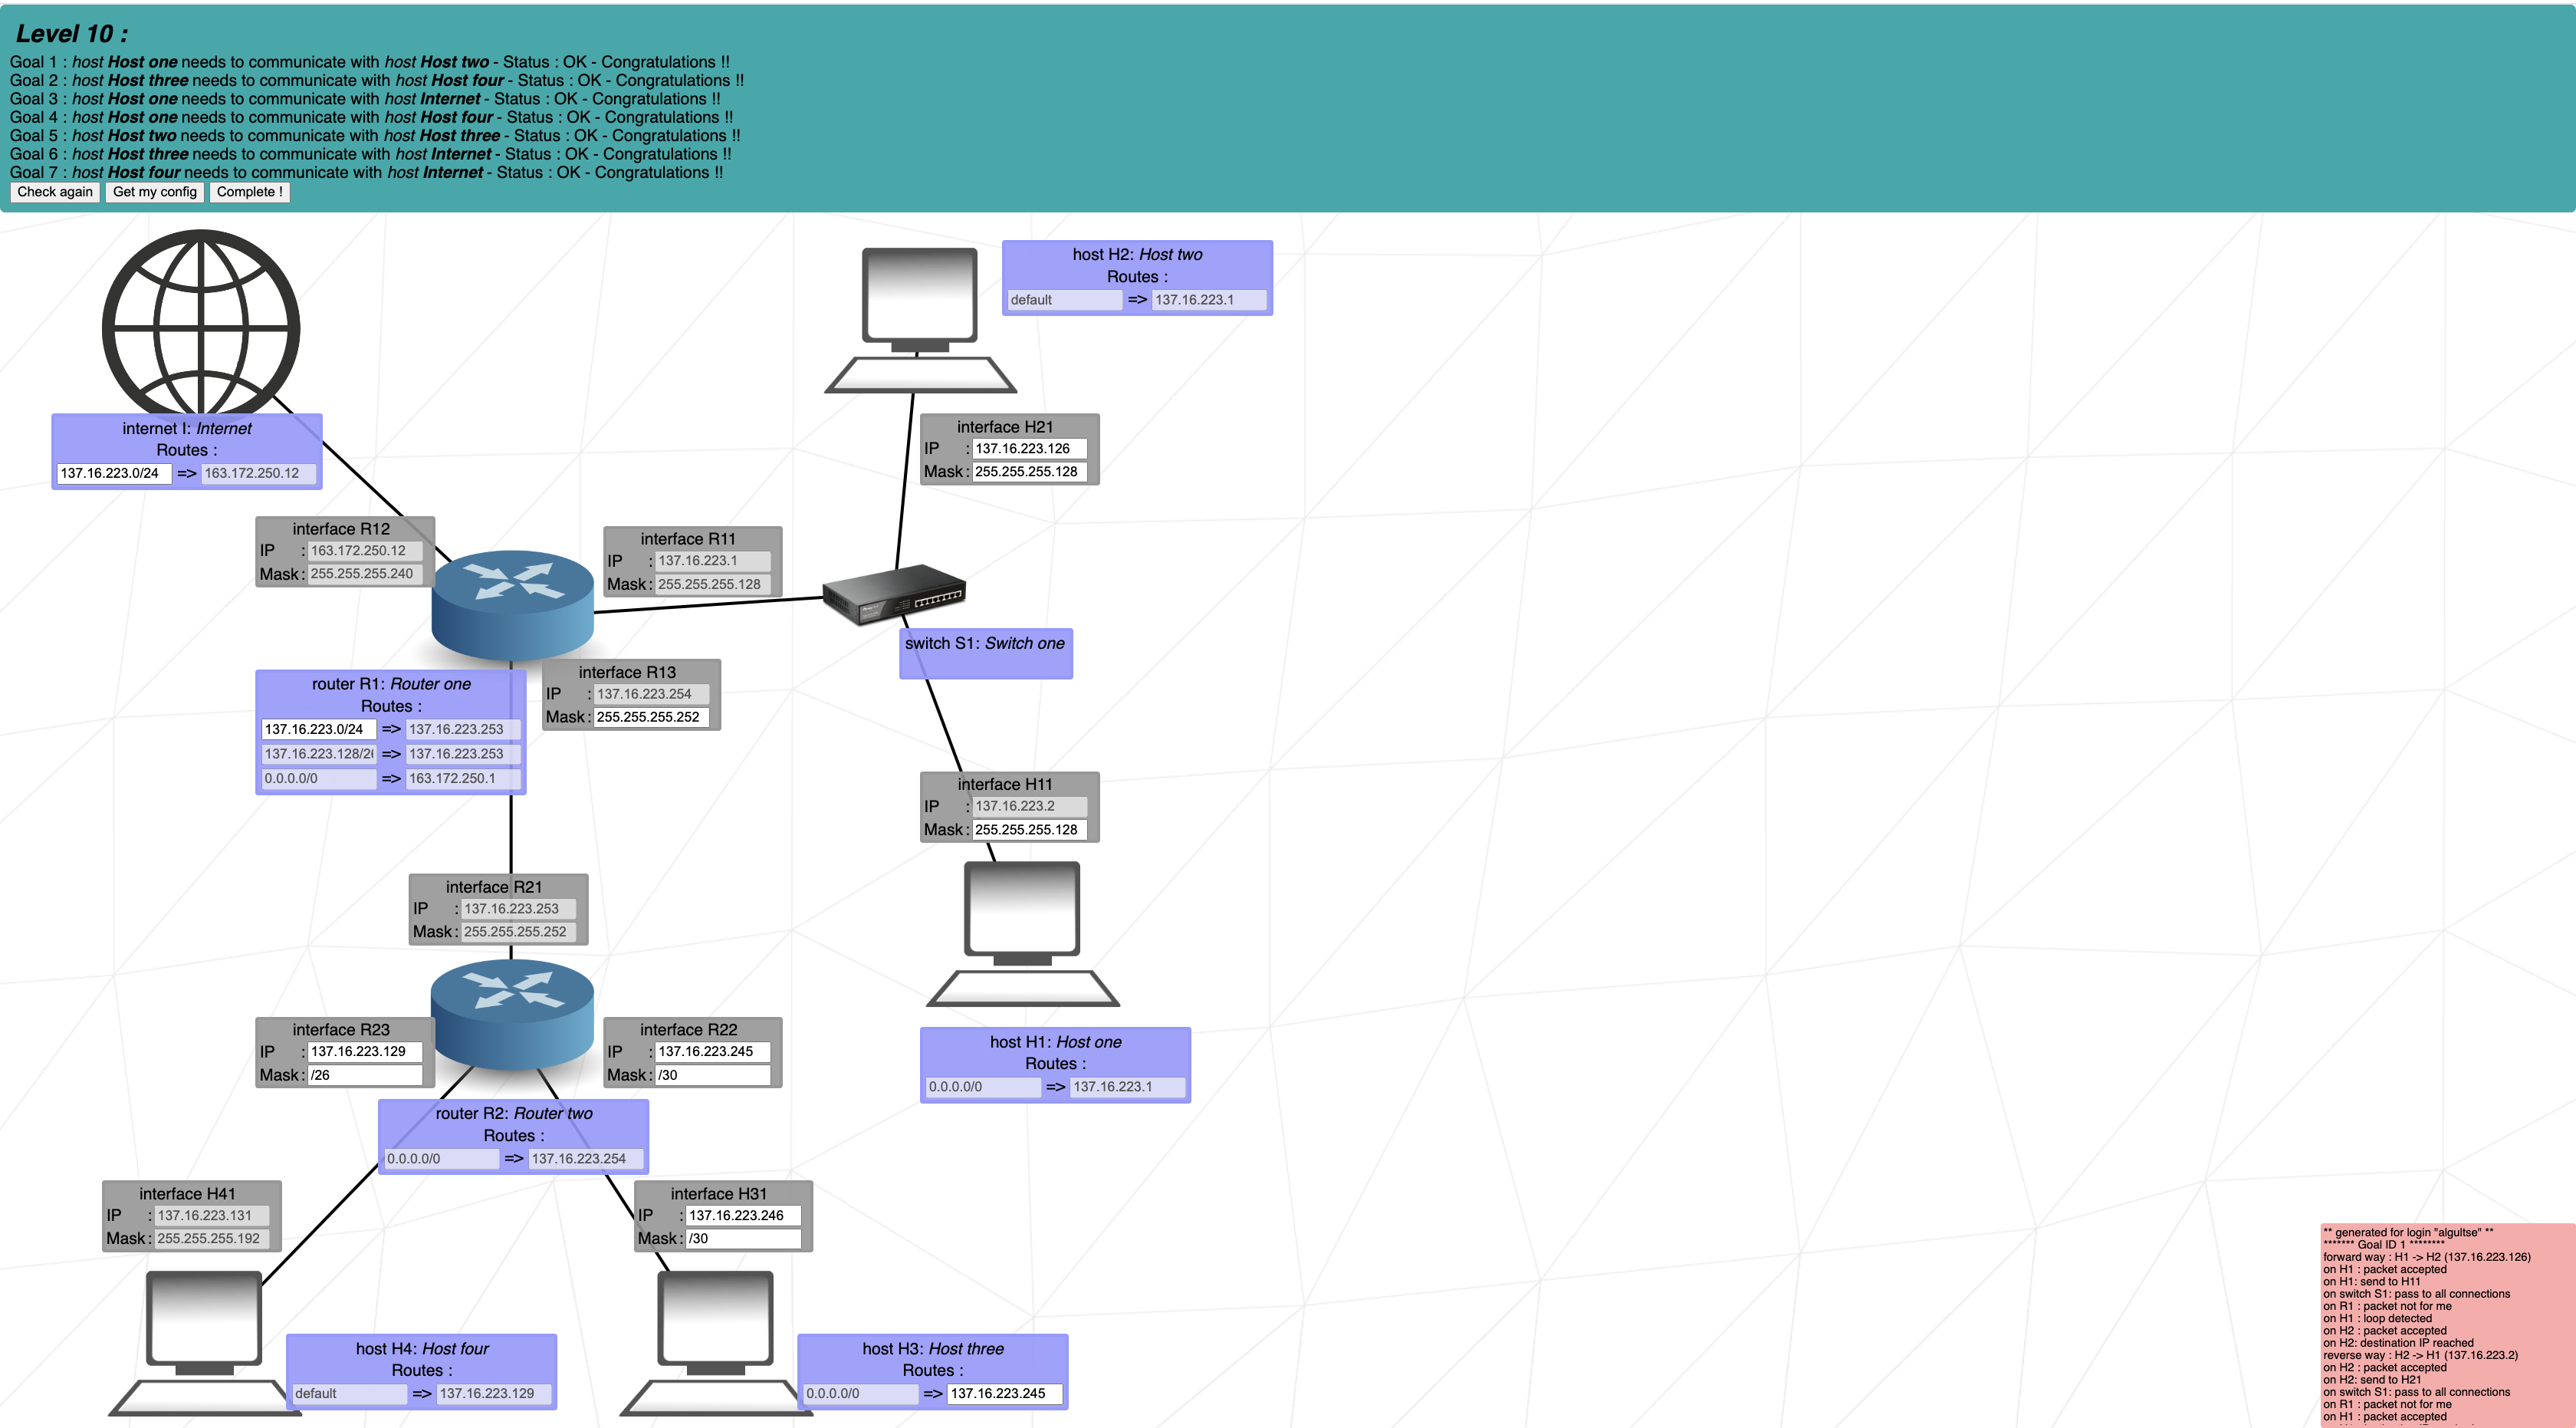 Level 10 :
Goal 1 : host Host one needs to communicate with host Host two - Status : OK - Congratulations !!
Goal 2 : host Host three needs to communicate with host Host four - Status : OK - Congratulations !!
Goal 3 : host Host one needs to communicate with host Internet - Status : OK - Congratulations !!
Goal 4 : host Host one needs to communicate with host Host four - Status : OK - Congratulations !!
Goal 5 : host Host two needs to communicate with host Host three - Status : OK - Congratulations !!
Goal 6 : host Host three needs to communicate with host Internet - Status : OK - Congratulations !!
Goal 7 : host Host four needs to communicate with host Internet - Status : OK - Congratulations !!
Check again Get my config Complete !
host H2: Host two
Routes :
default => 137.16.223.1
internet I: Internet
Routes :
137.16.223.0/24 => 163.172.250.12
interface H21
IP : 137.16.223.126
Mask : 255.255.255.128
interface R12
IP : 163.172.250.12
Mask : 255.255.255.240
interface R11
IP : 137.16.223.1
Mask : 255.255.255.128
switch S1: Switch one
interface R13
IP : 137.16.223.254
Mask : 255.255.255.252
router R1: Router one
Routes :
137.16.223.0/24 => 137.16.223.253
137.16.223.128/26 => 137.16.223.253
0.0.0.0/0 => 163.172.250.1
interface H11
IP : 137.16.223.2
Mask : 255.255.255.128
interface R21
IP : 137.16.223.253
Mask : 255.255.255.252
interface R23
IP : 137.16.223.129
Mask : /26
interface R22
IP : 137.16.223.245
Mask : /30
host H1: Host one
Routes :
0.0.0.0/0 => 137.16.223.1
router R2: Router two
Routes :
0.0.0.0/0 => 137.16.223.254
interface H41
IP : 137.16.223.131
Mask : 255.255.255.192
interface H31
IP : 137.16.223.246
Mask : /30
host H4: Host four
Routes :
default => 137.16.223.129
host H3: Host three
Routes :
0.0.0.0/0 => 137.16.223.245
** generated for login "algultse" **
******* Goal ID 1 ********
forward way : H1 -> H2 (137.16.223.126)
on H1 : packet accepted
on H1: send to H11
on switch S1: pass to all connections
on R1 : packet not for me
on H1 : loop detected
on H2 : packet accepted
on H2: destination IP reached
reverse way : H2 -> H1 (137.16.223.2)
on H2 : packet accepted
on H2: send to H21
on switch S1: pass to all connections
on R1 : packet not for me
on H1 : packet accepted